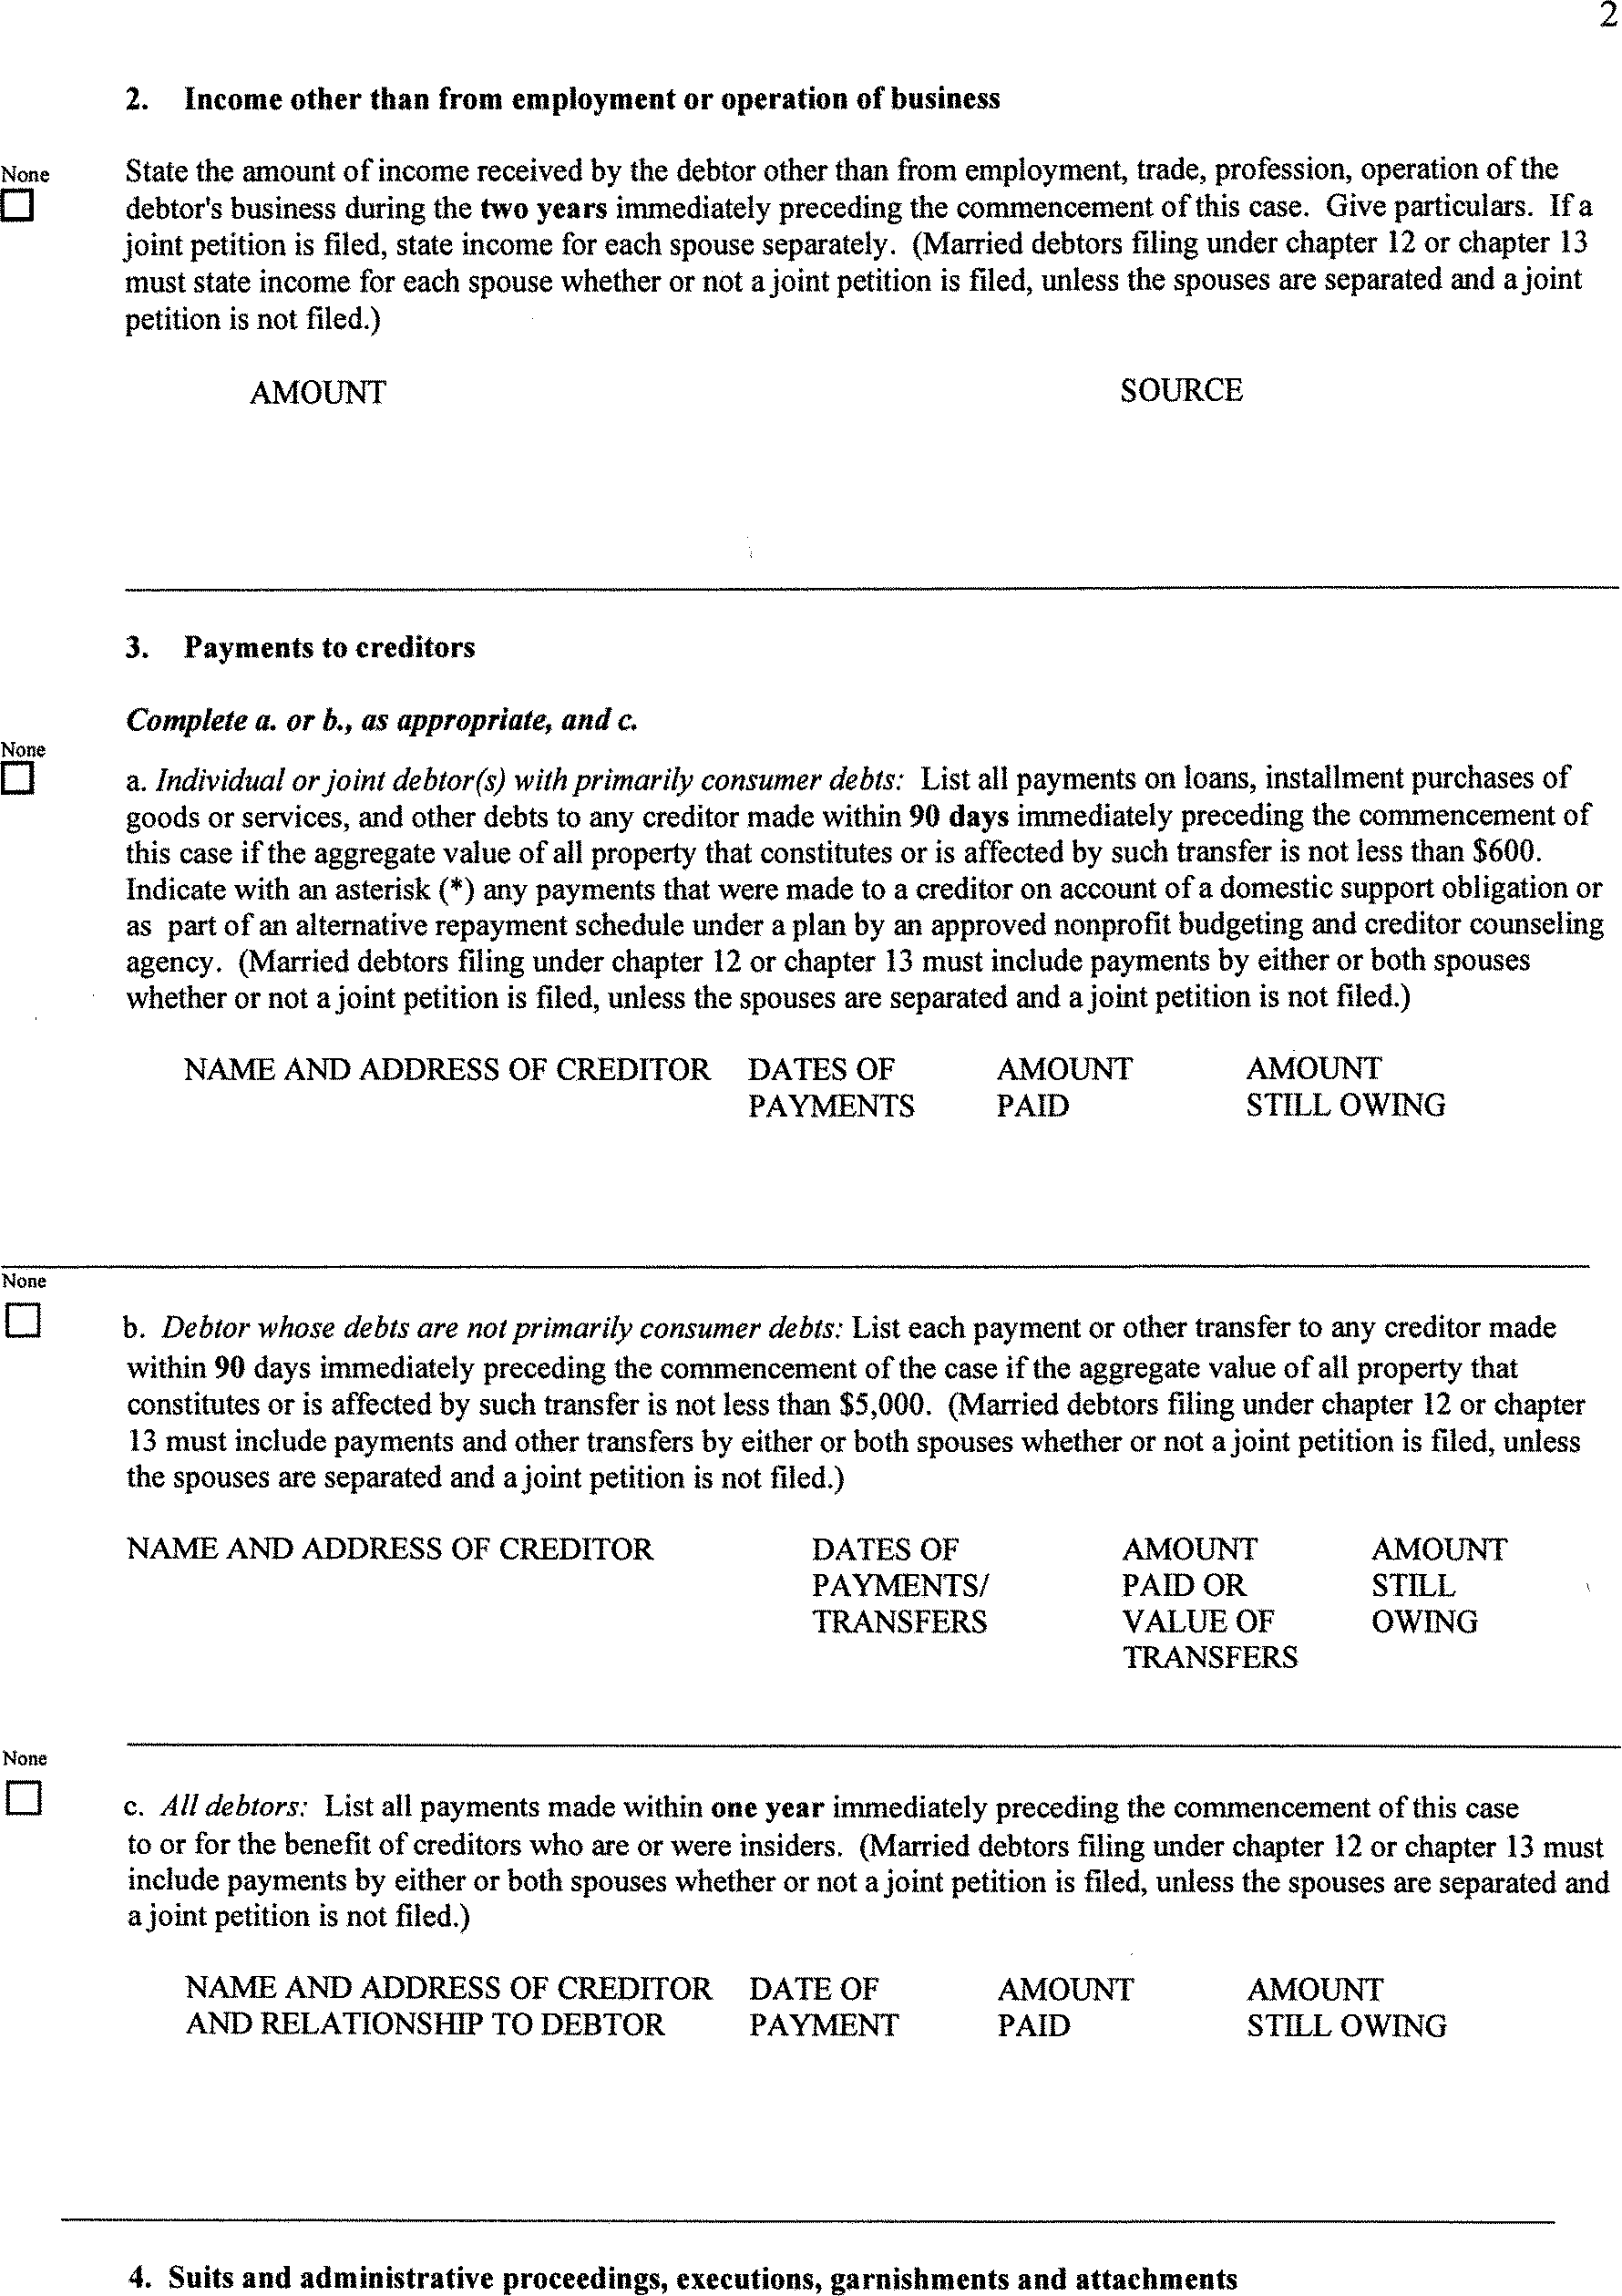 2
2. Income other than from employment or operation of business
None
State the amount of income received by the debtor other than from employment, trade, profession, operation of the
debtor's business during the two years immediately preceding the commencement of this case. Give particulars. If a
joint petition is filed, state income for each spouse separately. (Married debtors filing under chapter 12 or chapter 13
must state income for each spouse whether or not a joint petition is filed, unless the spouses are separated and a joint
petition is not filed.)
AMOUNT SOURCE
3. Payments to creditors
Complete a. or b., as appropriate, and c.
None
a. Individual or joint debtor(s) with primarily consumer debts: List all payments on loans, installment purchases of
goods or services, and other debts to any creditor made within 90 days immediately preceding the commencement of
this case if the aggregate value of all property that constitutes or is affected by such transfer is not less than $600.
Indicate with an asterisk (*) any payments that were made to a creditor on account of a domestic support obligation or
as part of an alternative repayment schedule under a plan by an approved nonprofit budgeting and creditor counseling
agency. (Married debtors filing under chapter 12 or chapter 13 must include payments by either or both spouses
whether or not a joint petition is filed, unless the spouses are separated and a joint petition is not filed.)
NAME AND ADDRESS OF CREDITOR DATES OF AMOUNT AMOUNT
PAYMENTS PAID STILL OWING
None
b. Debtor whose debts are not primarily consumer debts: List each payment or other transfer to any creditor made
within 90 days immediately preceding the commencement of the case if the aggregate value of all property that
constitutes or is affected by such transfer is not less than $5,000. (Married debtors filing under chapter 12 or chapter
13 must include payments and other transfers by either or both spouses whether or not a joint petition is filed, unless
the spouses are separated and a joint petition is not filed.)
NAME AND ADDRESS OF CREDITOR DATES OF AMOUNT AMOUNT
PAYMENTS/ PAID OR STILL
TRANSFERS VALUE OF OWING
TRANSFERS
None
c. All debtors: List all payments made within one year immediately preceding the commencement of this case
to or for the benefit of creditors who are or were insiders. (Married debtors filing under chapter 12 or chapter 13 must
include payments by either or both spouses whether or not a joint petition is filed, unless the spouses are separated and
a joint petition is not filed.)
NAME AND ADDRESS OF CREDITOR DATE OF AMOUNT AMOUNT
AND RELATIONSHIP TO DEBTOR PAYMENT PAID STILL OWING
4. Suits and administrative proceedings, executions, garnishments and attachments